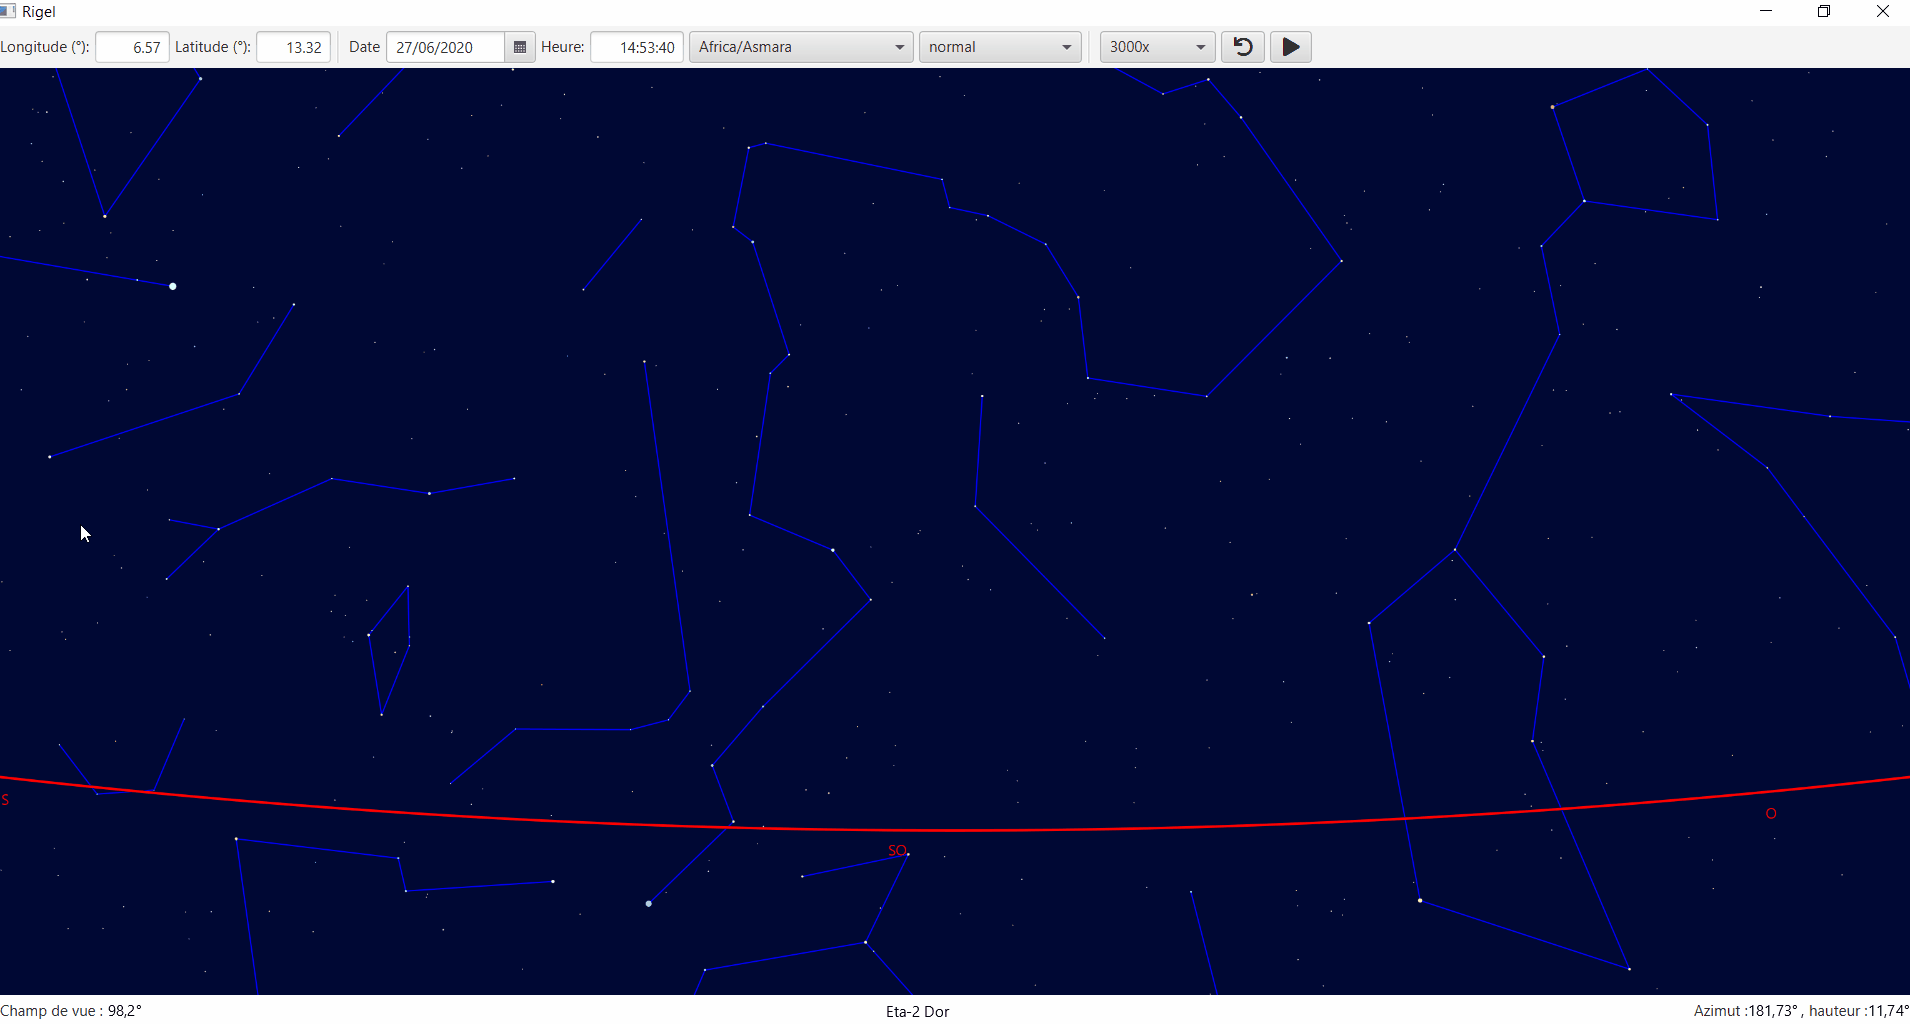 Rigel
Longitude (°): 6.57 Latitude (°): 13.32 Date 27/06/2020 Heure: 14:53:40 Africa/Asmara normal 3000x
S
O
SO
Champ de vue : 98,2° Eta-2 Dor Azimut :181,73° , hauteur :11,74°